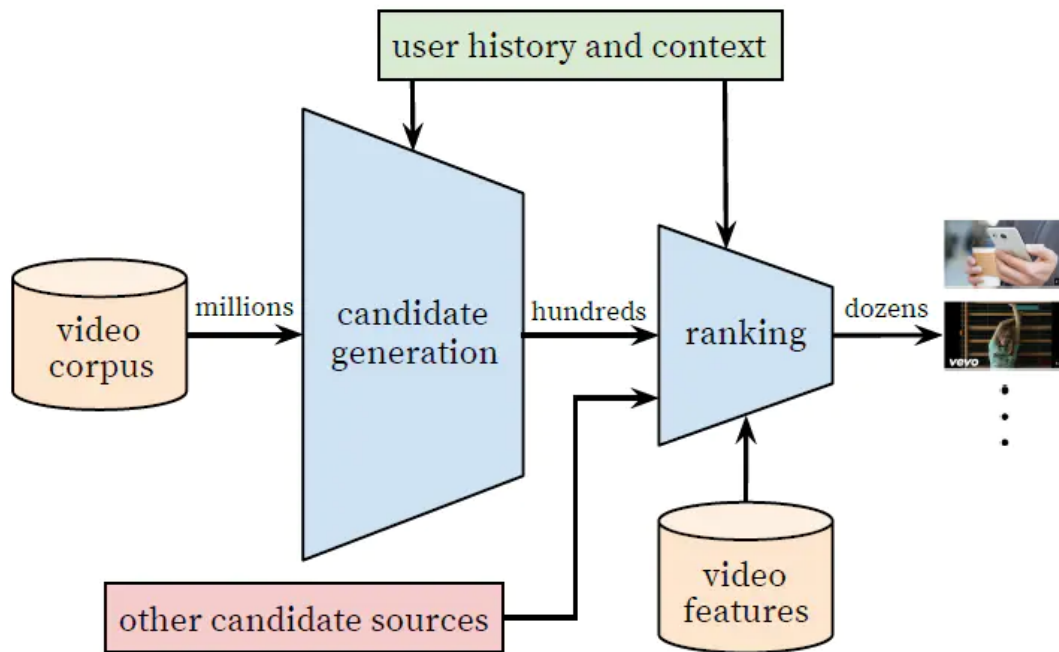 user history and context
millions
video
corpus
candidate
generation
hundreds
ranking
dozens
vevo
other candidate sources
video
features